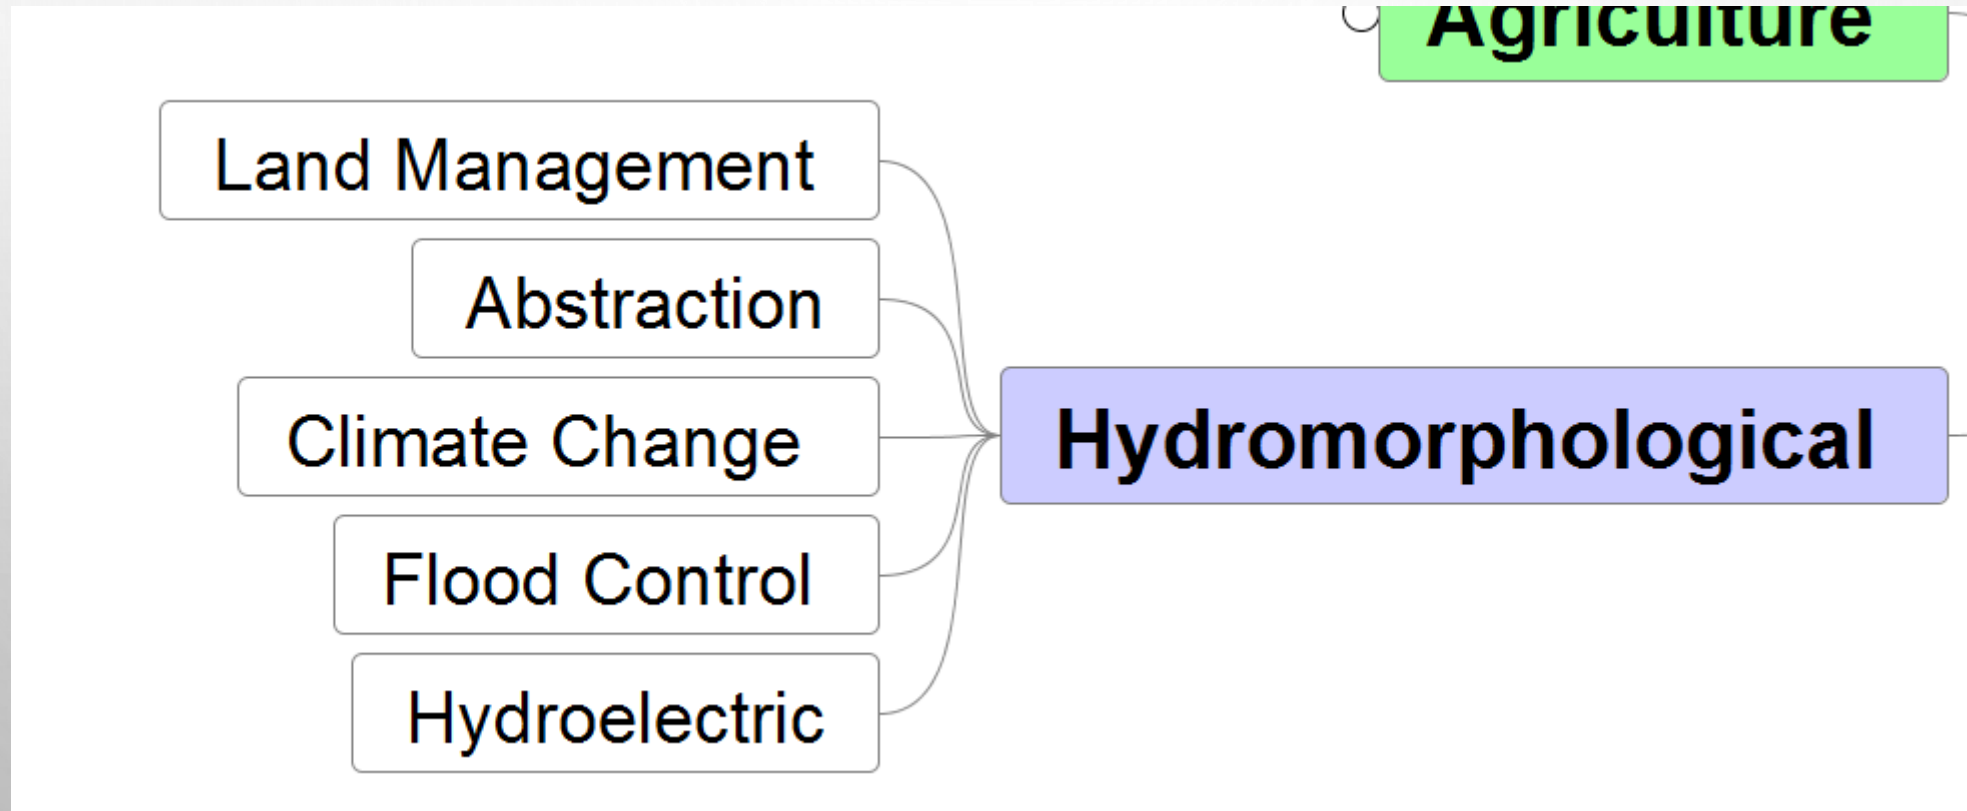 Agriculture
Land Management
Abstraction
Climate Change
Hydromorphological
Flood Control
Hydroelectric